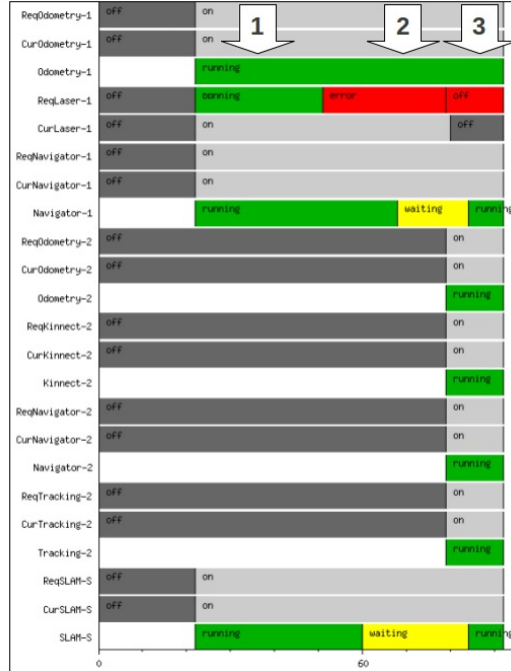 1 2 3
ReqOdometry-1 off on
CurOdometry-1 off on
Odometry-1 running
ReqLaser-1 off running error off
CurLaser-1 off on off
ReqNavigator-1 off on
CurNavigator-1 off on
Navigator-1 running waiting running
ReqOdometry-2 off on
CurOdometry-2 off on
Odometry-2 running
ReqKinnect-2 off on
CurKinnect-2 off on
Kinnect-2 running
ReqNavigator-2 off on
CurNavigator-2 off on
Navigator-2 running
ReqTracking-2 off on
CurTracking-2 off on
Tracking-2 running
ReqSLAM-S off on
CurSLAM-S off on
SLAM-S running waiting running
0 60